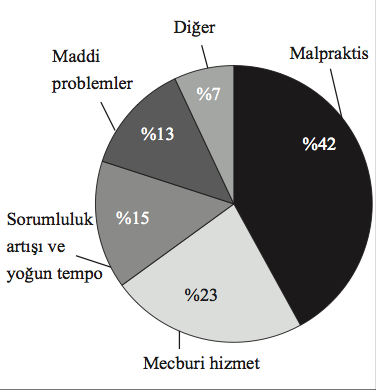 Diğer
Malpraktis
Maddi
problemler
%7
%13
%42
%15
Sorumluluk
artışı ve
yoğun tempo
%23
Mecburi hizmet